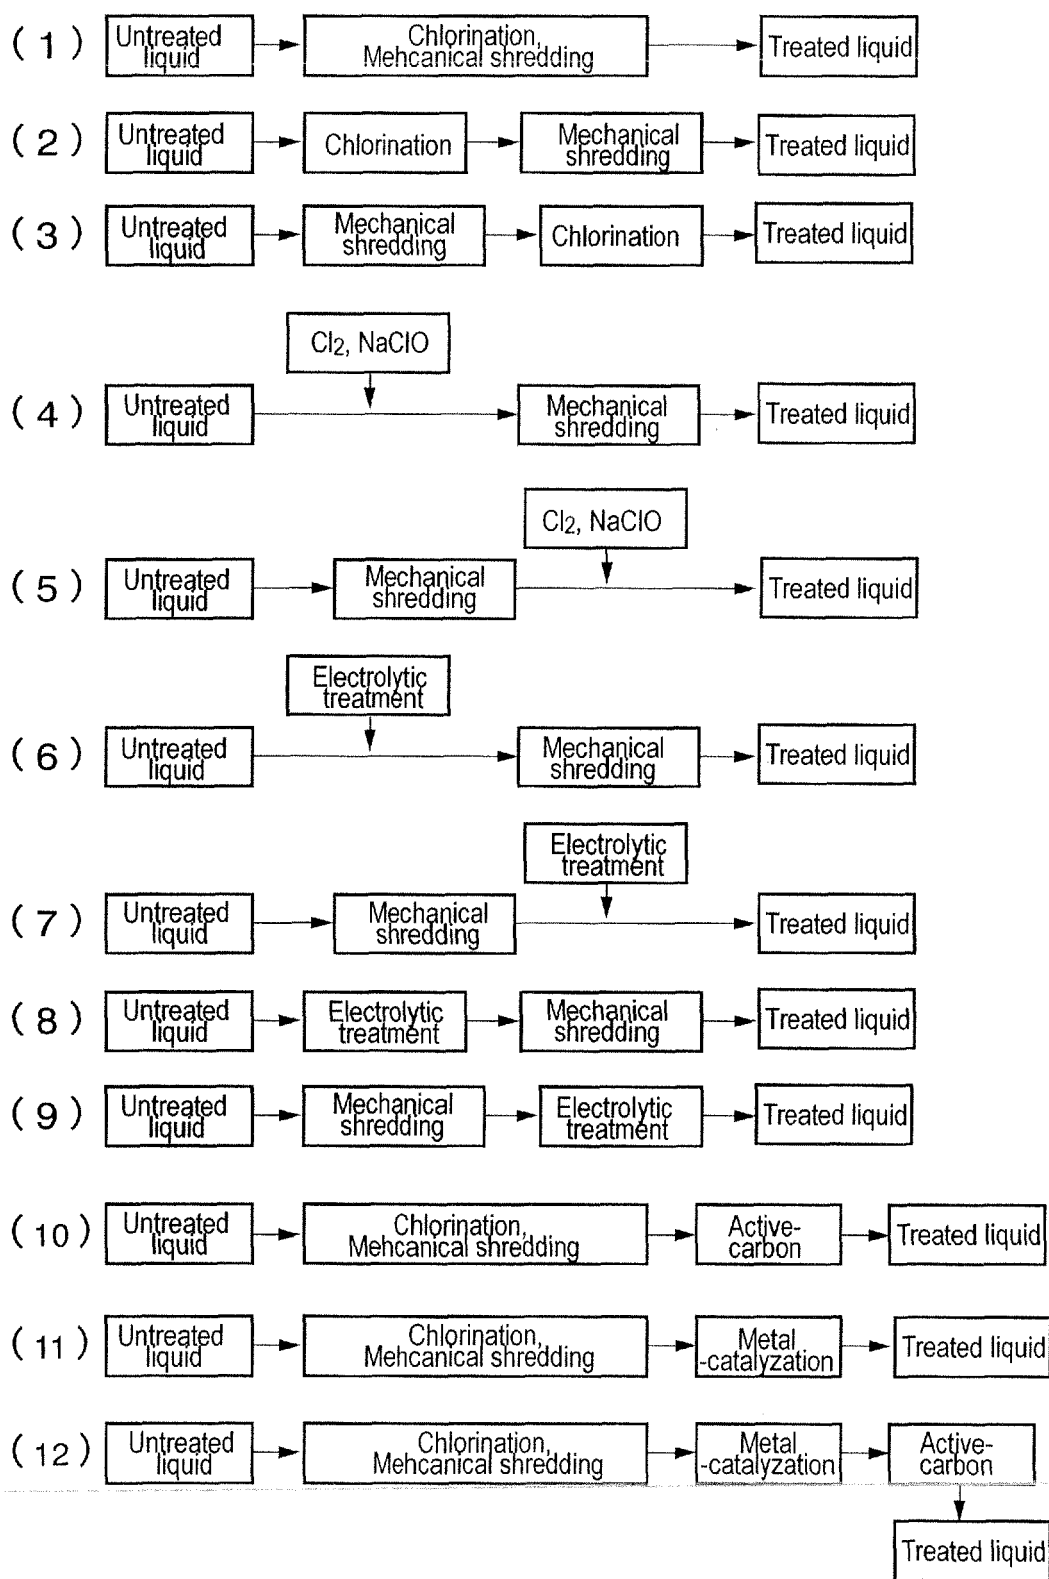 (1)
Untreated
liquid
Chlorination,
Mehcanical shredding
Treated liquid
(2)
Untreated
liquid
Chlorination
Mechanical
shredding
Treated liquid
(3)
Untreated
liquid
Mechanical
shredding
Chlorination
Treated liquid
Cl2, NaClO
(4)
Untreated
liquid
Mechanical
shredding
Treated liquid
Cl2, NaClO
(5)
Untreated
liquid
Mechanical
shredding
Treated liquid
Electrolytic
treatment
(6)
Untreated
liquid
Mechanical
shredding
Treated liquid
Electrolytic
treatment
(7)
Untreated
liquid
Mechanical
shredding
Treated liquid
(8)
Untreated
liquid
Electrolytic
treatment
Mechanical
shredding
Treated liquid
(9)
Untreated
liquid
Mechanical
shredding
Electrolytic
treatment
Treated liquid
(10)
Untreated
liquid
Chlorination,
Mehcanical shredding
Active-
carbon
Treated liquid
(11)
Untreated
liquid
Chlorination,
Mehcanical shredding
Metal
-catalyzation
Treated liquid
(12)
Untreated
liquid
Chlorination,
Mehcanical shredding
Metal
-catalyzation
Active-
carbon
Treated liquid